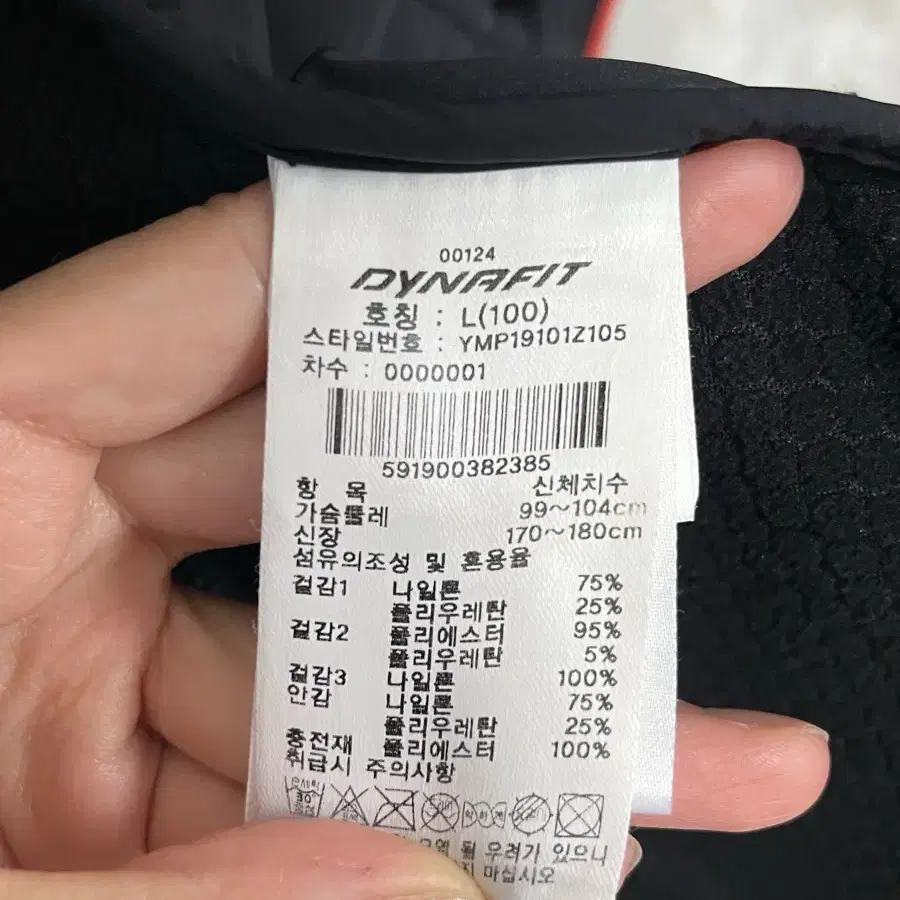 00124
DYNAFIT
호칭 : L(100)
스타일번호 : YMP19101Z105
차수 : 0000001
591900382385
항 목 신체치수
가슴둘레 99~104cm
신장 170~180cm
섬유의조성 및 혼용율
겉감1 나일론 75%
폴리우레탄 25%
겉감2 폴리에스터 95%
폴리우레탄 5%
겉감3 나일론 100%
안감 나일론 75%
폴리우레탄 25%
충전재 폴리에스터 100%
취급시 주의사항
30°
약하게
될 우려가 있으니
마십시오